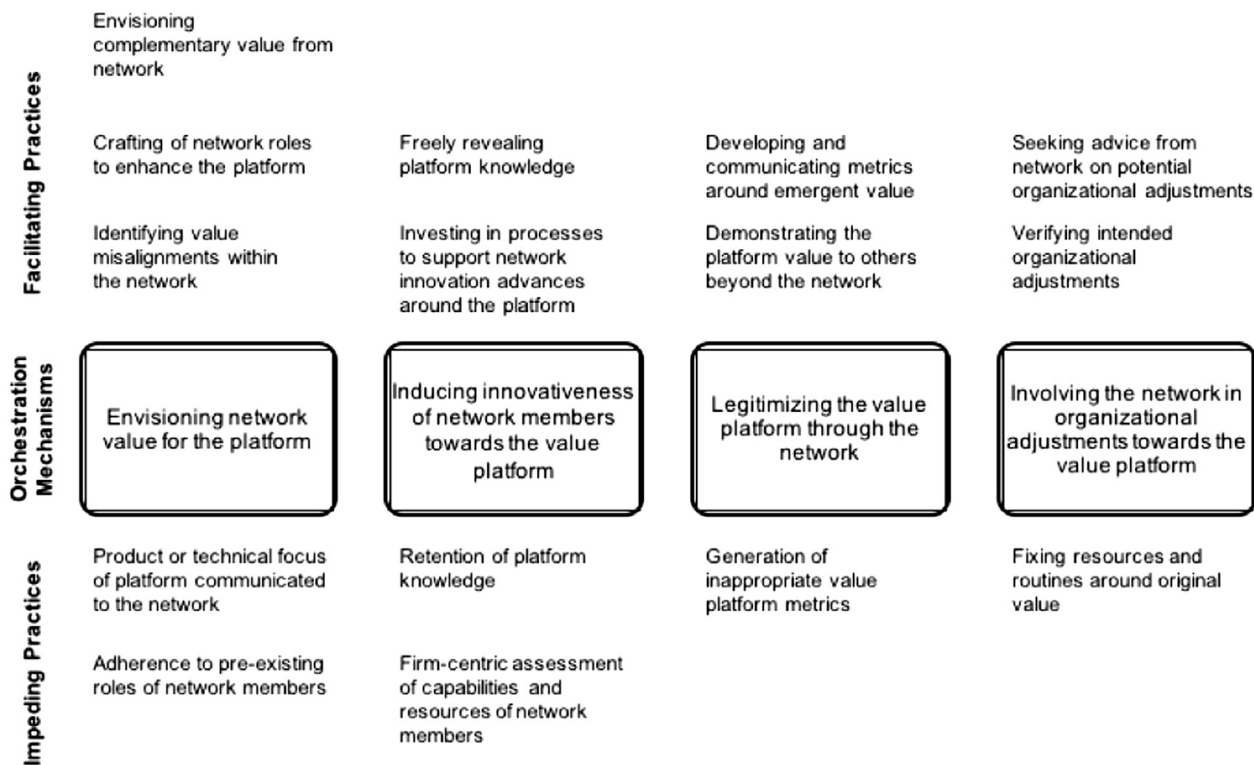 Facilitating Practices
Envisioning
complementary value from
network
Crafting of network roles
to enhance the platform
Identifying value
misalignments within
the network
Freely revealing
platform knowledge
Investing in processes
to support network
innovation advances
around the platform
Developing and
communicating metrics
around emergent value
Demonstrating the
platform value to others
beyond the network
Seeking advice from
network on potential
organizational adjustments
Verifying intended
organizational
adjustments
Orchestration
Mechanisms
Envisioning network
value for the platform
Inducing innovativeness
of network members
towards the value
platform
Legitimizing the value
platform through the
network
Involving the network in
organizational
adjustments towards the
value platform
Impeding Practices
Product or technical focus
of platform communicated
to the network
Adherence to pre-existing
roles of network members
Retention of platform
knowledge
Firm-centric assessment
of capabilities and
resources of network
members
Generation of
inappropriate value
platform metrics
Fixing resources and
routines around original
value